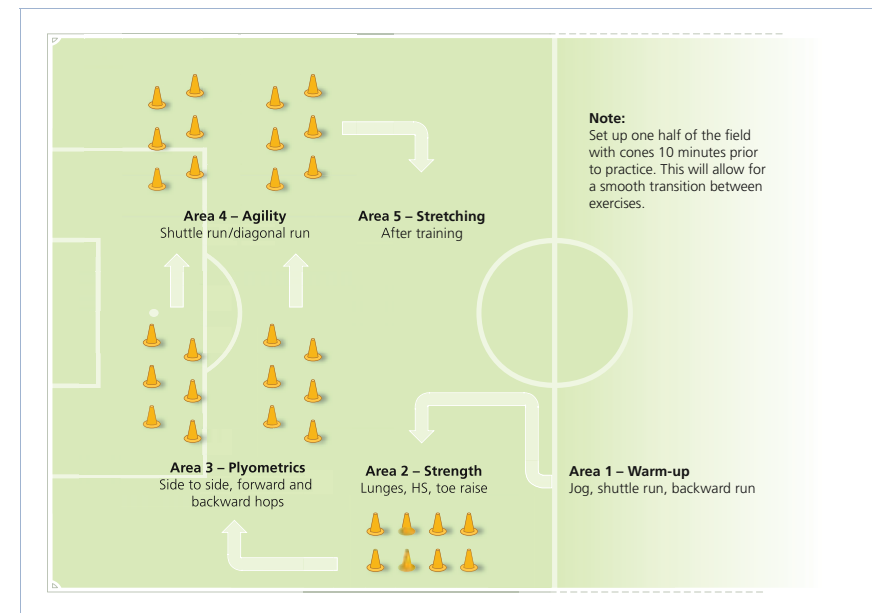 Note:
Set up one half of the field
with cones 10 minutes prior
to practice. This will allow for
a smooth transition between
exercises.
Area 4 – Agility
Shuttle run/diagonal run
Area 5 – Stretching
After training
Area 3 – Plyometrics
Side to side, forward and
backward hops
Area 2 – Strength
Lunges, HS, toe raise
Area 1 – Warm-up
Jog, shuttle run, backward run